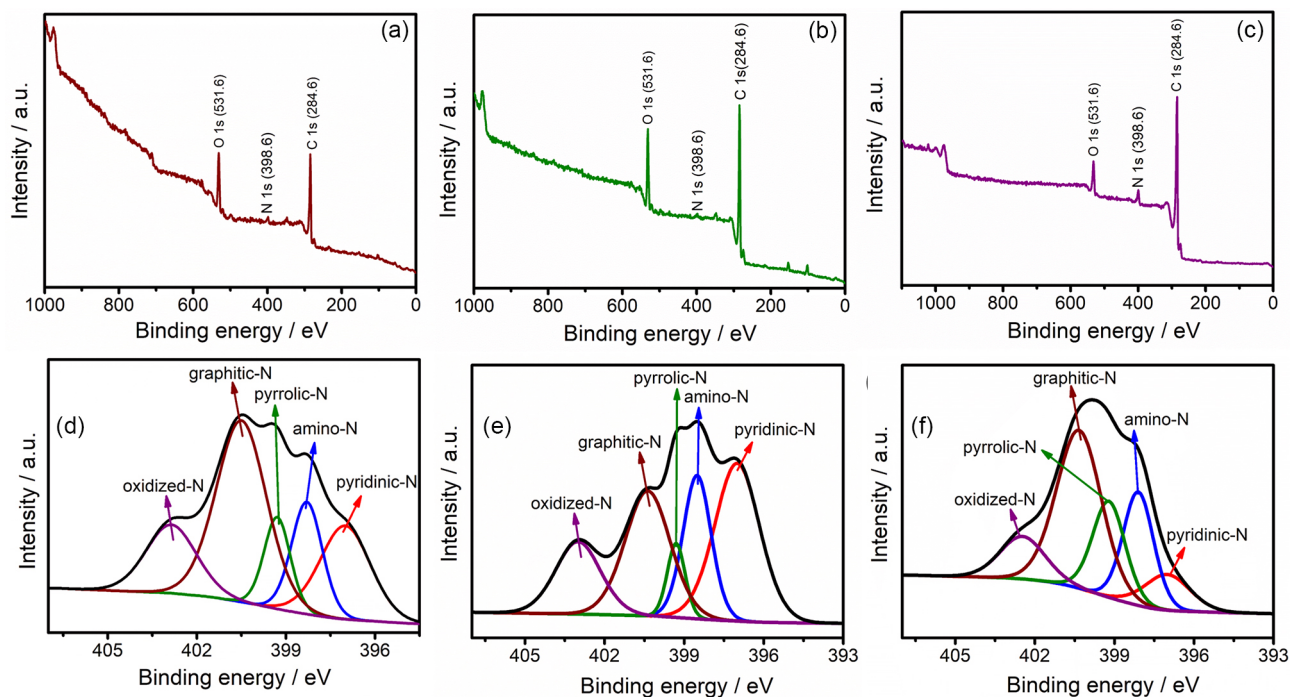 (a)
O 1s (531.6)
N 1s (398.6)
C 1s (284.6)
Intensity / a.u.
1000 800 600 400 200 0
Binding energy / eV
(b)
O 1s (531.6)
N 1s (398.6)
C 1s(284.6)
Intensity / a.u.
1000 800 600 400 200 0
Binding energy / eV
(c)
O 1s (531.6)
N 1s (398.6)
C 1s (284.6)
Intensity / a.u.
1000 800 600 400 200 0
Binding energy / eV
(d)
graphitic-N
pyrrolic-N
amino-N
oxidized-N
pyridinic-N
Intensity / a.u.
405 402 399 396
Binding energy / eV
(e)
pyrrolic-N
amino-N
graphitic-N
pyridinic-N
oxidized-N
Intensity / a.u.
405 402 399 396 393
Binding energy / eV
(f)
graphitic-N
amino-N
pyrrolic-N
oxidized-N
pyridinic-N
Intensity / a.u.
405 402 399 396 393
Binding energy / eV